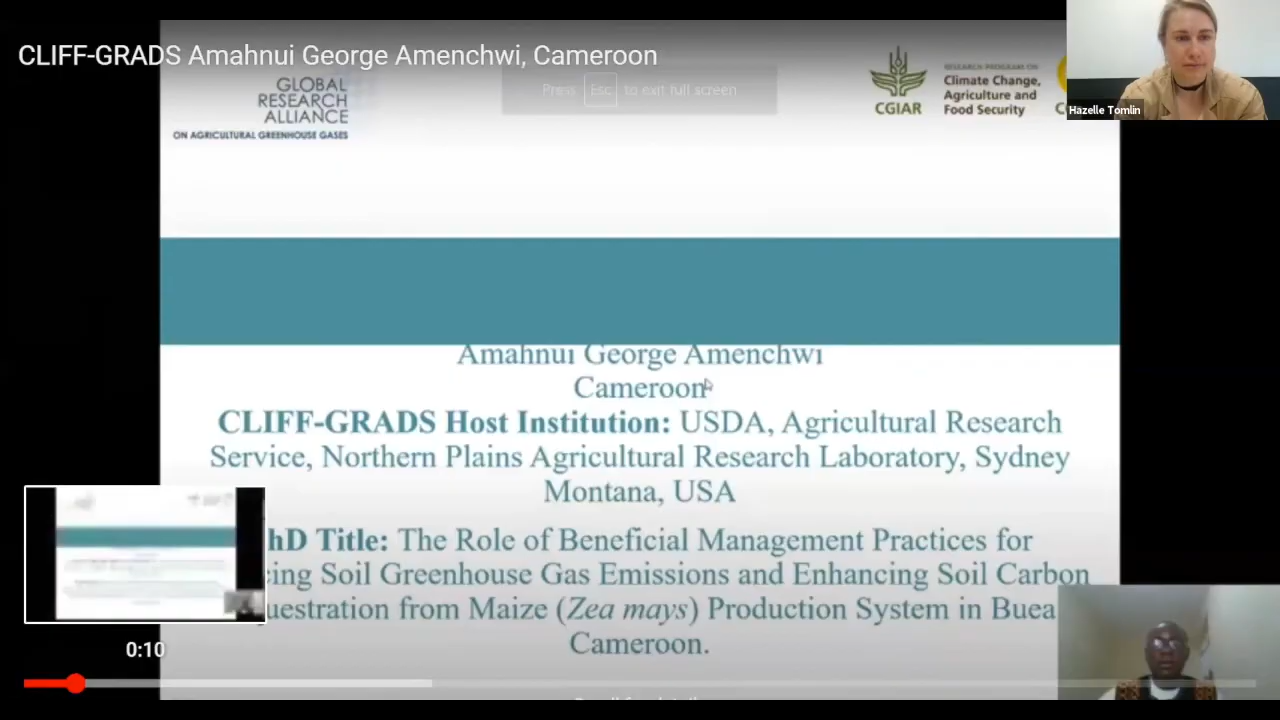 CLIFF-GRADS Amahnui George Amenchwi, Cameroon
GLOBAL
RESEARCH
ALLIANCE
ON AGRICULTURAL GREENHOUSE GASES
Press Esc to exit full screen
CGIAR
RESEARCH PROGRAM ON
Climate Change,
Agriculture and
Food Security
Hazelle Tomlin
Amahnui George Amenchwi
Cameroon
CLIFF-GRADS Host Institution: USDA, Agricultural Research
Service, Northern Plains Agricultural Research Laboratory, Sydney
Montana, USA
hD Title: The Role of Beneficial Management Practices for
cing Soil Greenhouse Gas Emissions and Enhancing Soil Carbon
uestration from Maize (Zea mays) Production System in Buea
Cameroon.
0:10